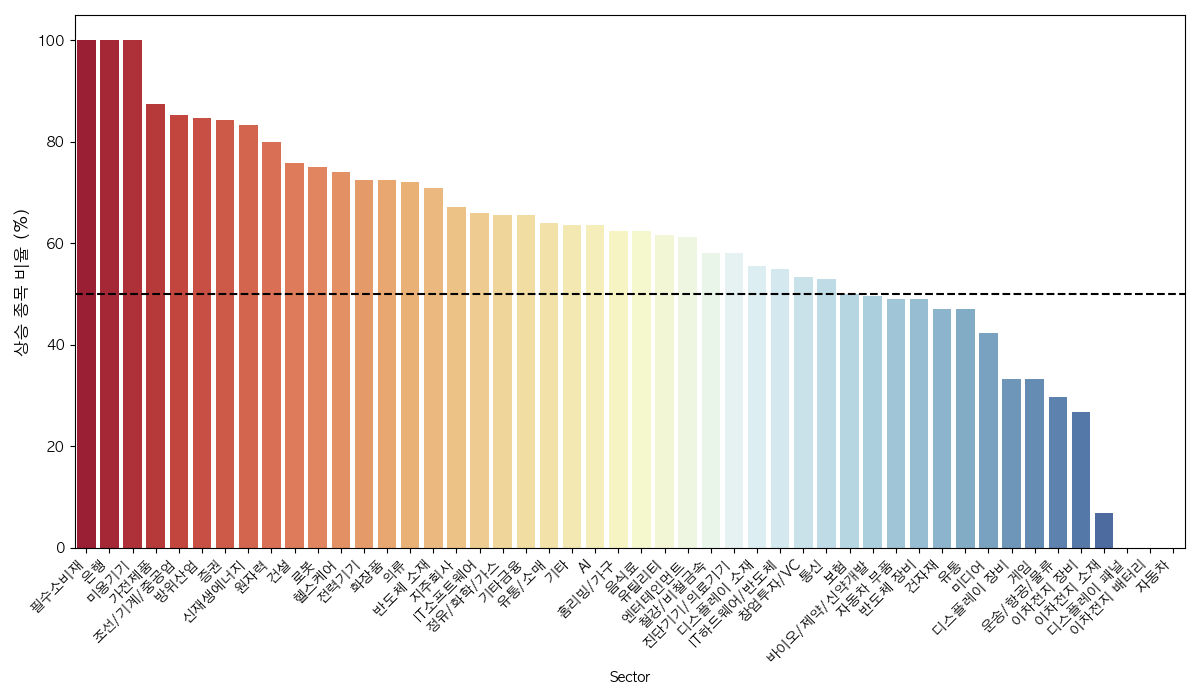 상승 종목 비율 (%)
100
80
60
40
20
0
필수소비재
은행
미용기기
가전제품
조선/기계/중공업
방위산업
증권
신재생에너지
원자력
건설
로봇
헬스케어
전력기기
화장품
의류
반도체 소재
지주회사
IT소프트웨어
정유/화학/가스
기타금융
유통/소매
기타
AI
홈리빙/가구
음식료
유틸리티
엔터테인먼트
철강/비철금속
진단기기/의료기기
디스플레이 소재
IT하드웨어/반도체
창업투자/VC
통신
보험
바이오/제약/신약개발
자동차 부품
반도체 장비
건자재
유통
미디어
디스플레이 장비
게임
운송/항공/물류
이차전지 장비
이차전지 소재
디스플레이 패널
이차전지 배터리
자동차
Sector